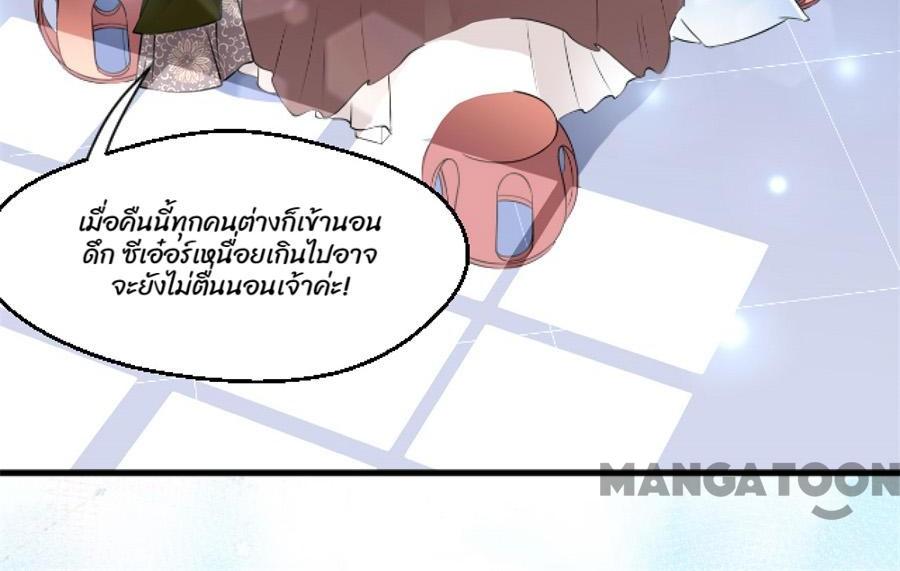 เมื่อคืนนี้ทุกคนต่างก็เข้านอน
ดึก ซีเอ๋อร์เหนื่อยเกินไปอาจ
จะยังไม่ตื่นนอนเจ้าค่ะ!
MANGATOON